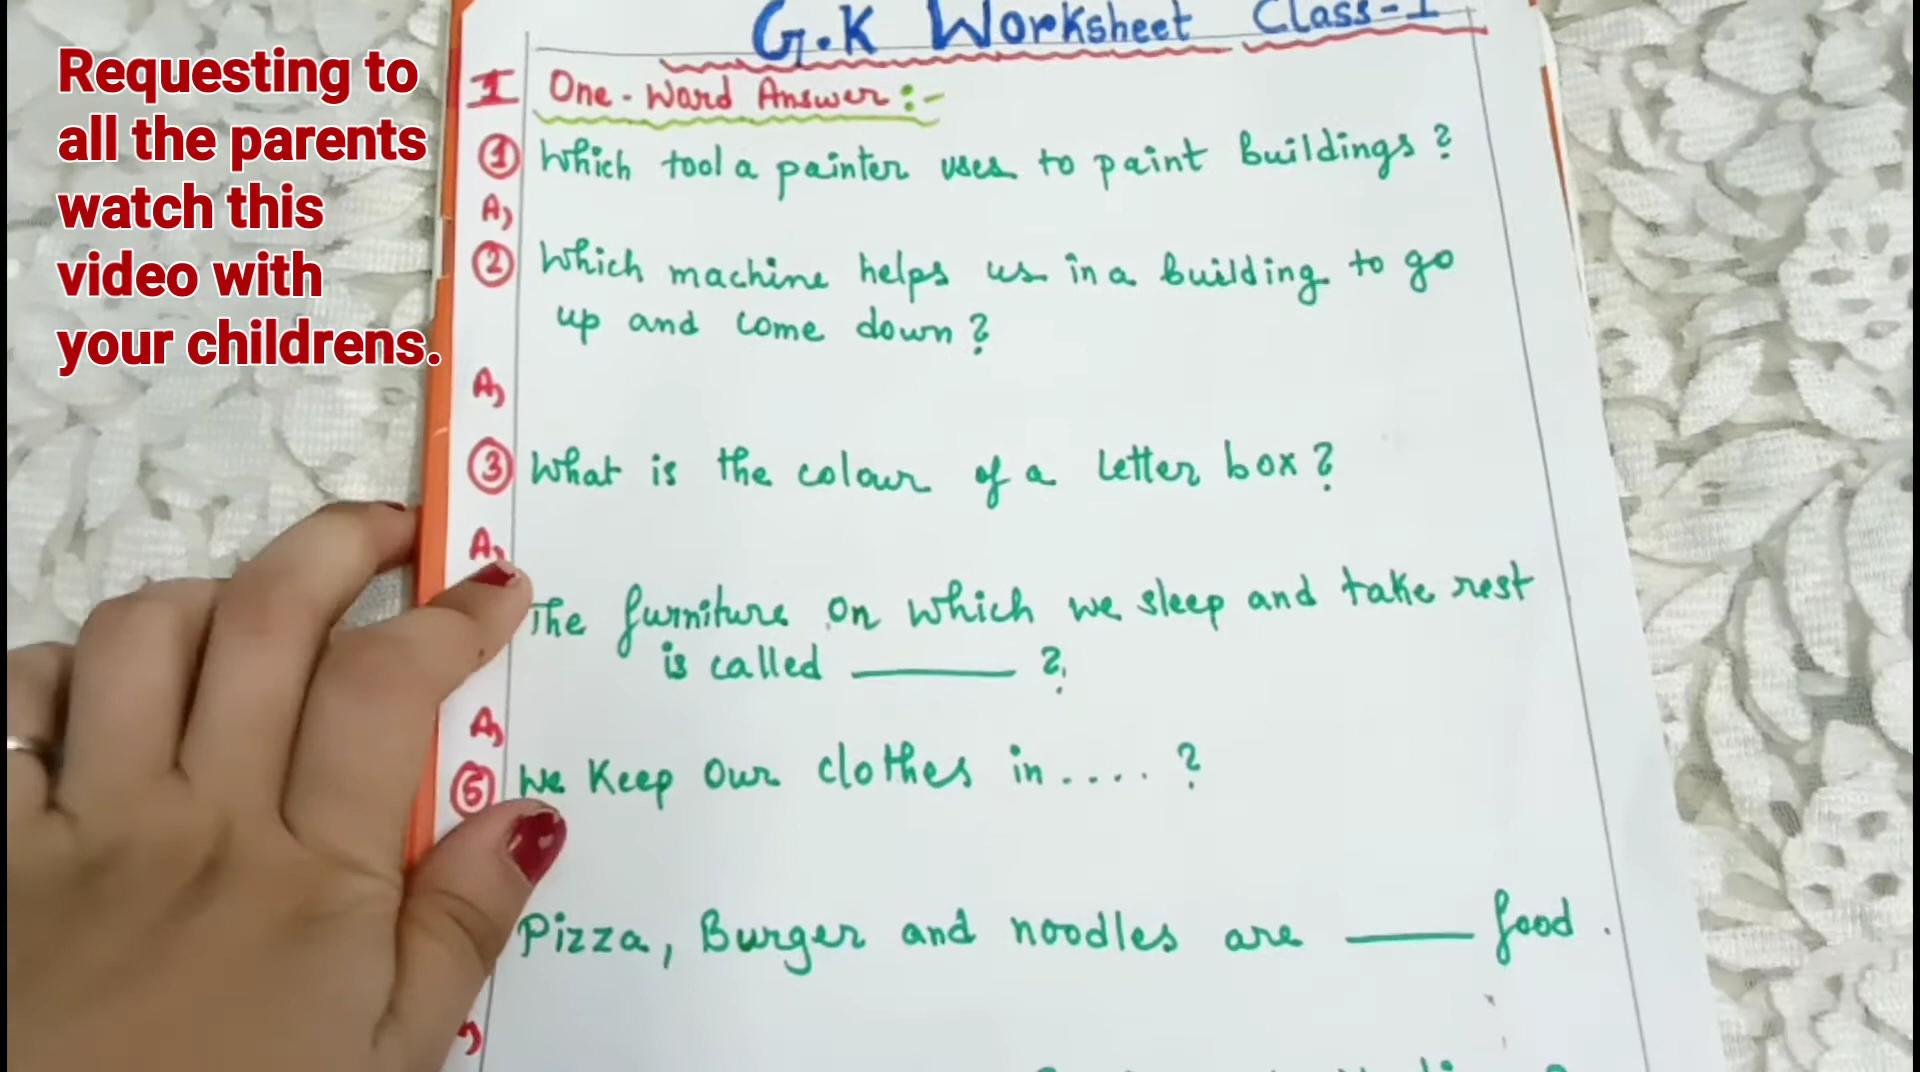 Requesting to
all the parents
watch this
video with
your childrens.
G.K Worksheet Class-I
I One-Word Answer:-
1 Which tool a painter uses to paint buildings?
A)
2 Which machine helps us in a building to go
up and come down?
A)
3 What is the colour of a letter box?
A)
The furniture on which we sleep and take rest
is called ______ ?
A)
5 We keep our clothes in .... ?
Pizza, Burger and noodles are ______ food.